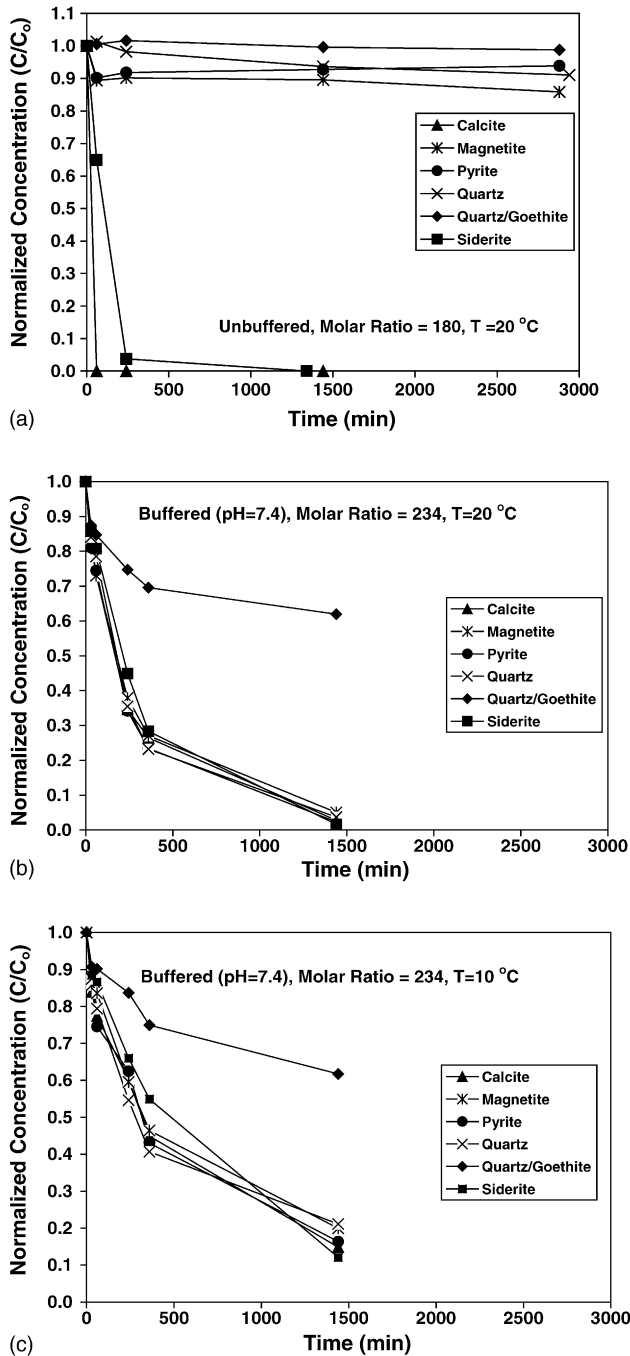 1.1
1.0
0.9
0.8
0.7
0.6
0.5
0.4
0.3
0.2
0.1
0.0
Normalized Concentration (C/Co)
Calcite
Magnetite
Pyrite
Quartz
Quartz/Goethite
Siderite
Unbuffered, Molar Ratio = 180, T =20 °C
0 500 1000 1500 2000 2500 3000
Time (min)
(a)
1.0
0.9
0.8
0.7
0.6
0.5
0.4
0.3
0.2
0.1
0.0
Normalized Concentration (C/Co)
Buffered (pH=7.4), Molar Ratio = 234, T=20 °C
Calcite
Magnetite
Pyrite
Quartz
Quartz/Goethite
Siderite
0 500 1000 1500 2000 2500 3000
Time (min)
(b)
1.0
0.9
0.8
0.7
0.6
0.5
0.4
0.3
0.2
0.1
0.0
Normalized Concentration (C/Co)
Buffered (pH=7.4), Molar Ratio = 234, T=10 °C
Calcite
Magnetite
Pyrite
Quartz
Quartz/Goethite
Siderite
0 500 1000 1500 2000 2500 3000
Time (min)
(c)